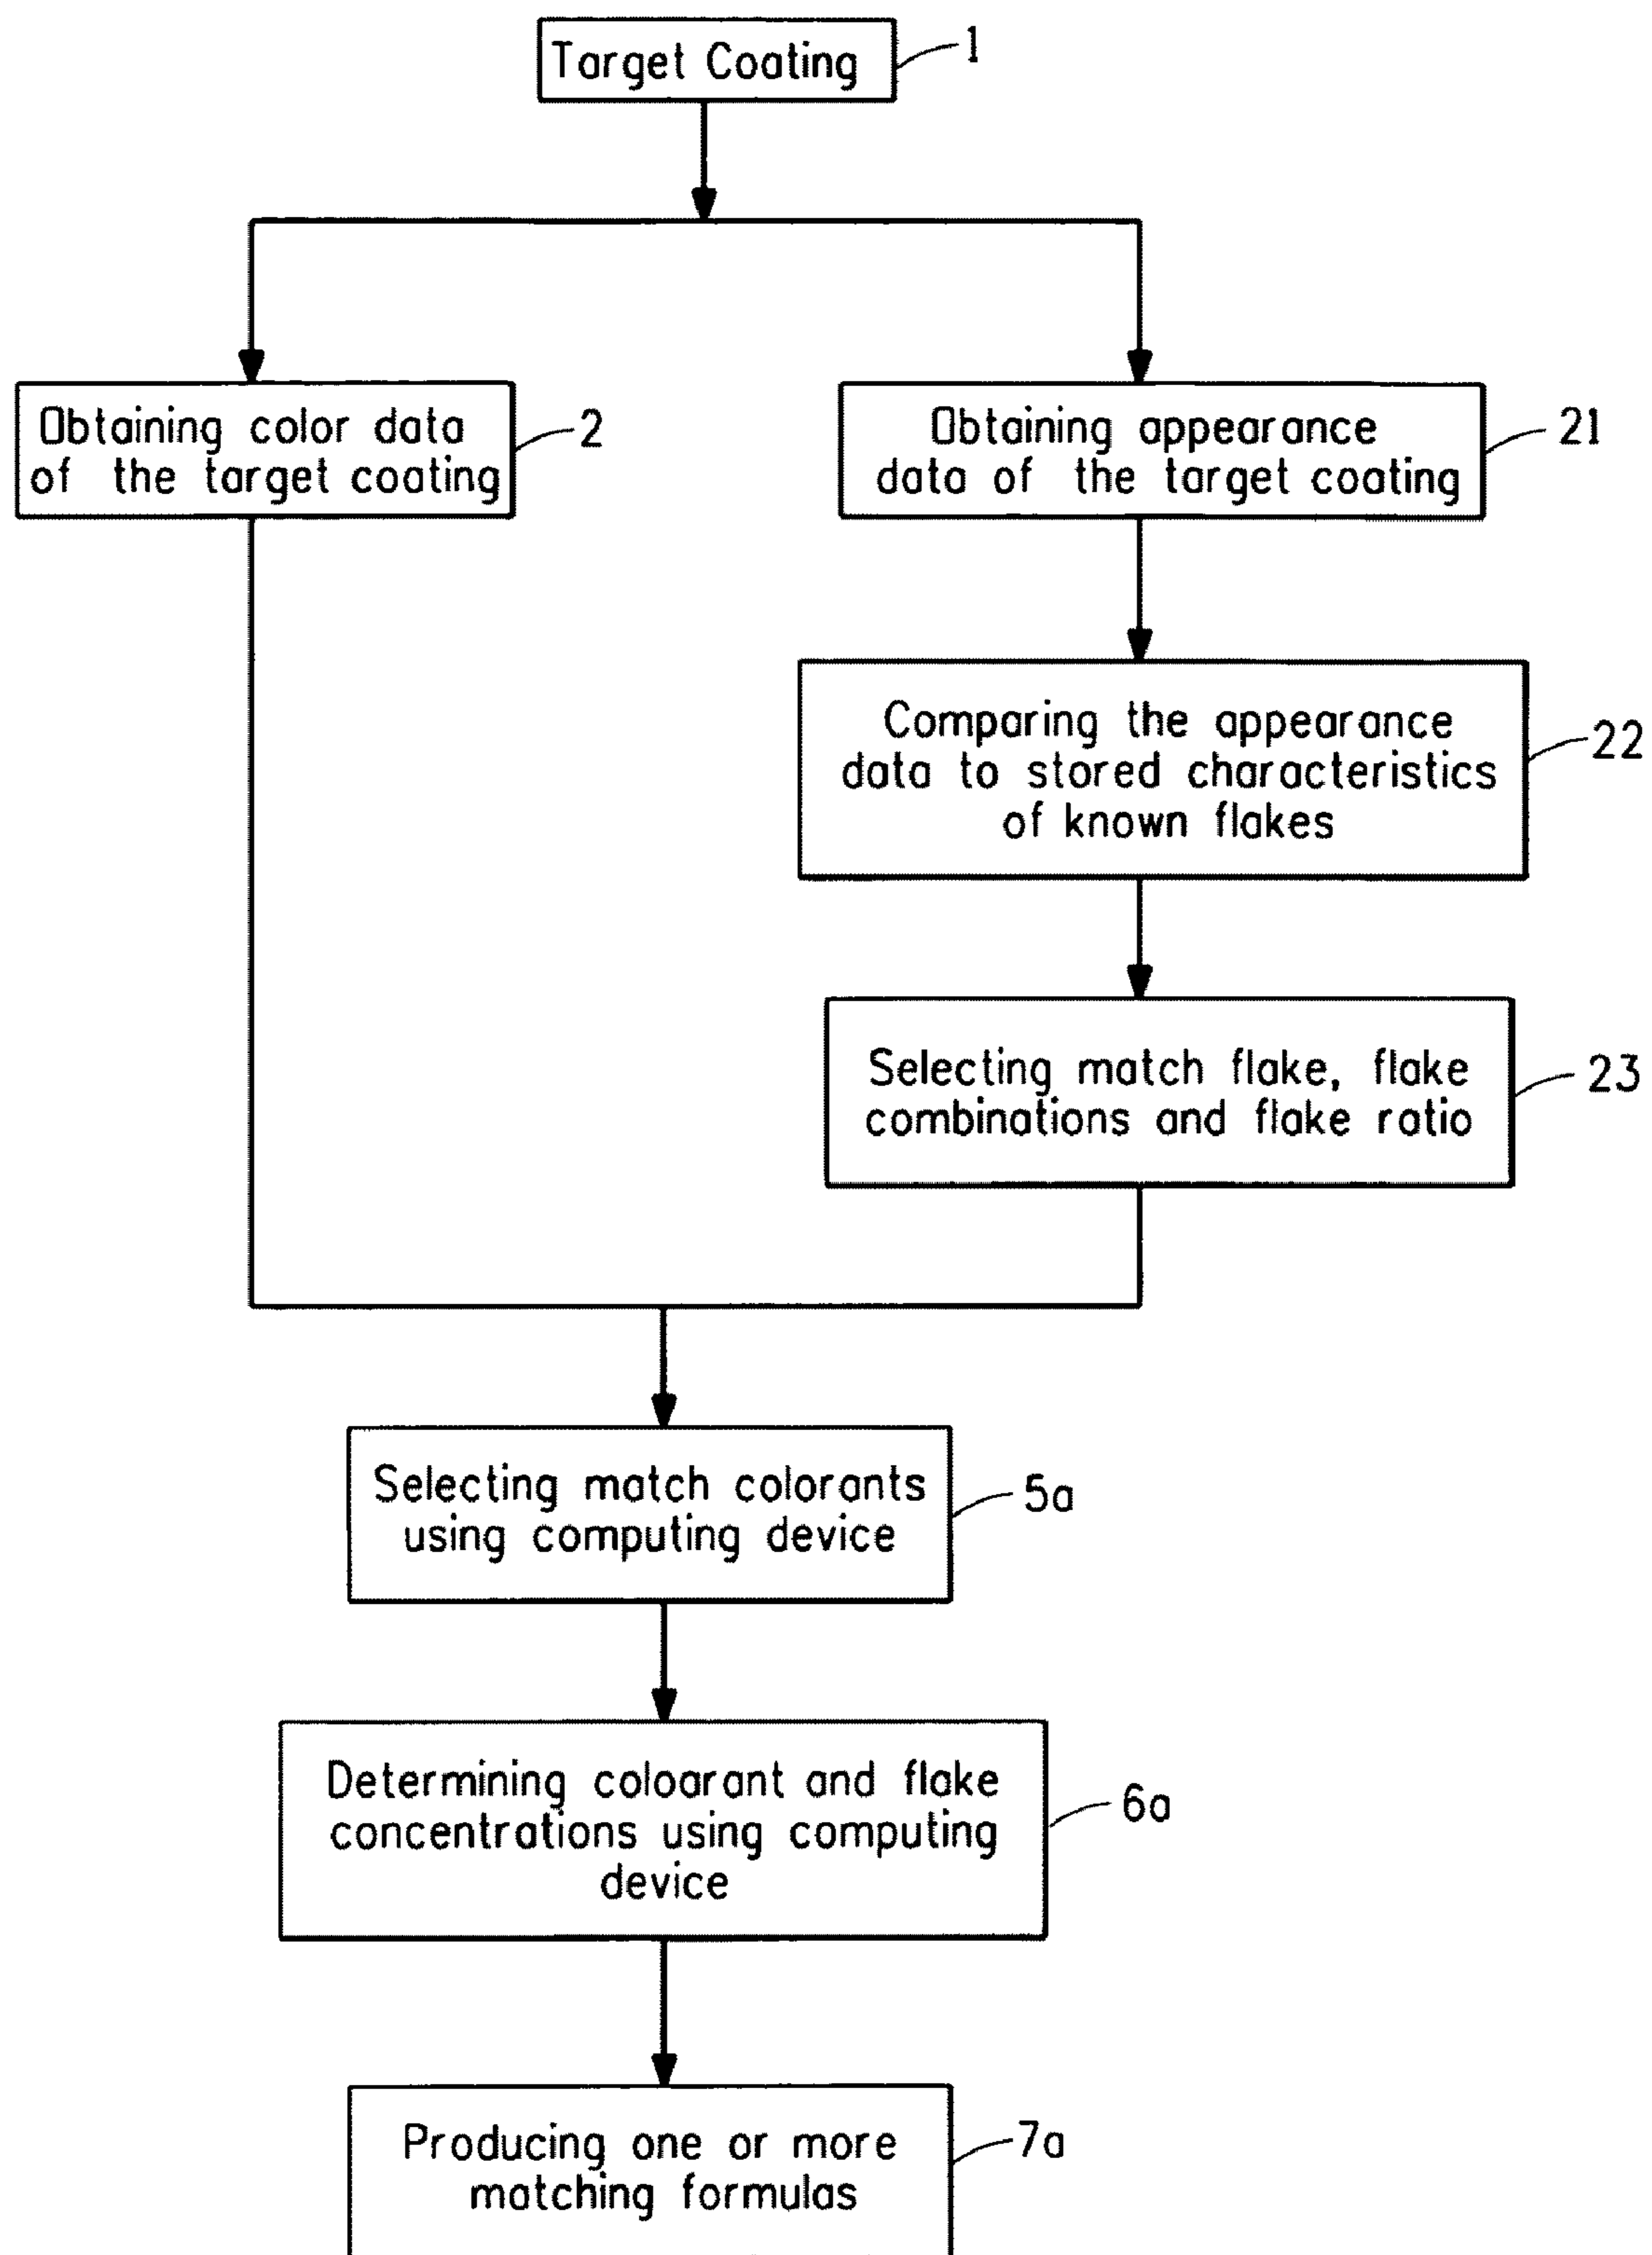 Target Coating
1
Obtaining color data
of the target coating
2
Obtaining appearance
data of the target coating
21
Comparing the appearance
data to stored characteristics
of known flakes
22
Selecting match flake, flake
combinations and flake ratio
23
Selecting match colorants
using computing device
5a
Determining coloarant and flake
concentrations using computing
device
6a
Producing one or more
matching formulas
7a